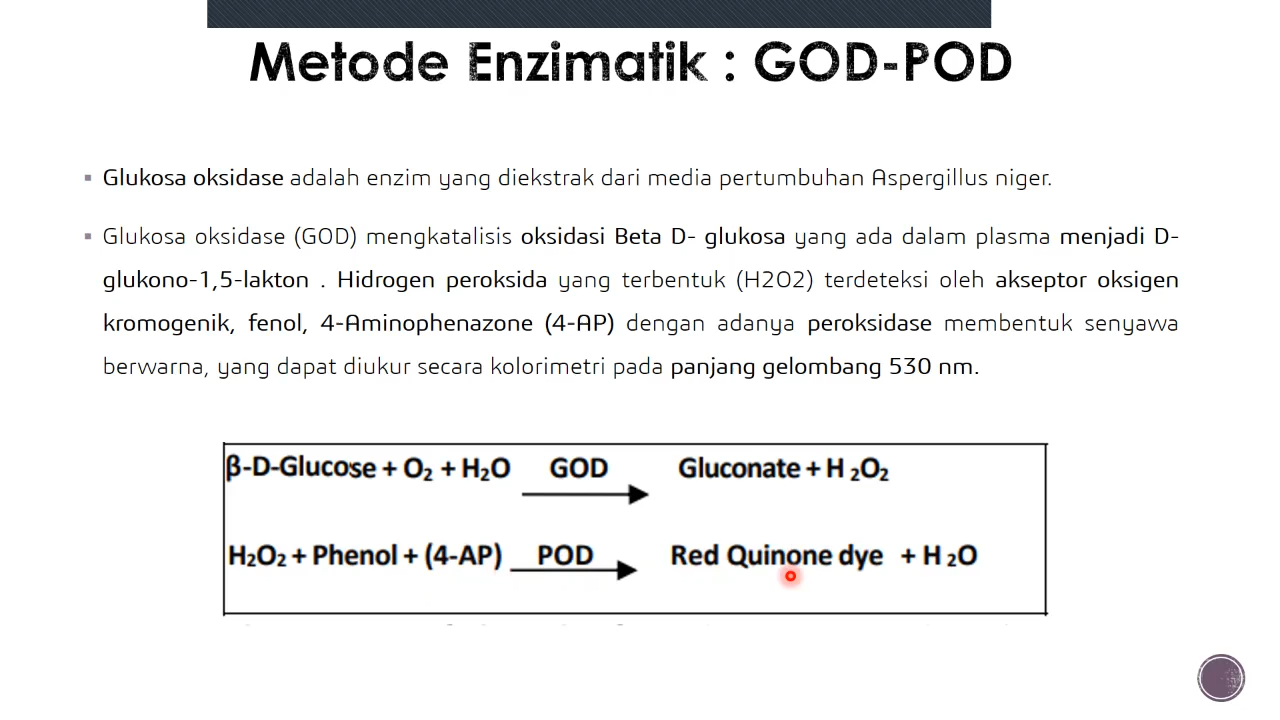 Metode Enzimatik : GOD-POD
▪ Glukosa oksidase adalah enzim yang diekstrak dari media pertumbuhan Aspergillus niger.
▪ Glukosa oksidase (GOD) mengkatalisis oksidasi Beta D- glukosa yang ada dalam plasma menjadi D-
glukono-1,5-lakton . Hidrogen peroksida yang terbentuk (H2O2) terdeteksi oleh akseptor oksigen
kromogenik, fenol, 4-Aminophenazone (4-AP) dengan adanya peroksidase membentuk senyawa
berwarna, yang dapat diukur secara kolorimetri pada panjang gelombang 530 nm.
β-D-Glucose + O₂ + H₂O GOD Gluconate + H ₂O₂
H₂O₂ + Phenol + (4-AP) POD Red Quinone dye + H ₂O